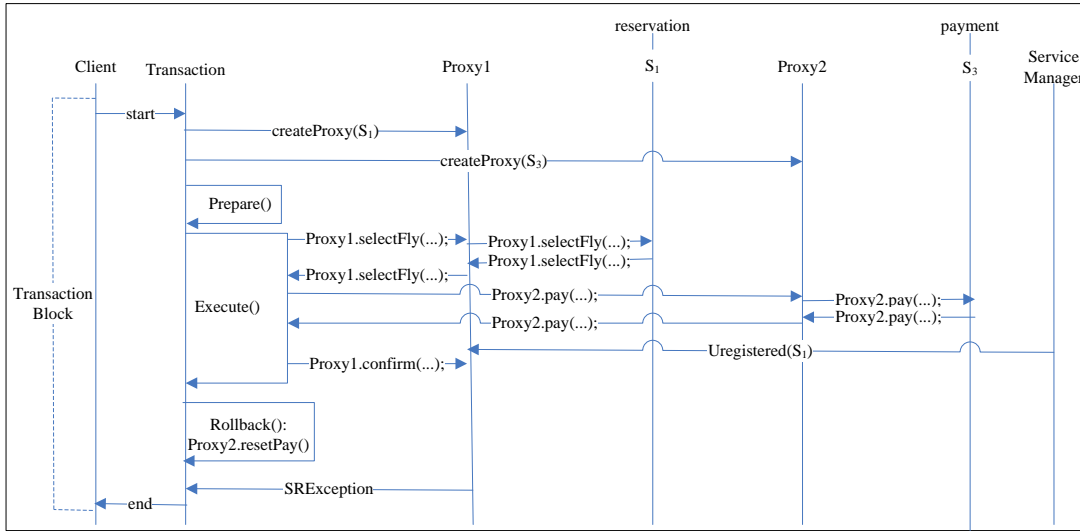 reservation
payment
Client
Transaction
Proxy1
S₁
Proxy2
S₃
Service
Manager
start
createProxy(S₁)
createProxy(S₃)
Prepare()
Proxy1.selectFly(...);
Proxy1.selectFly(...);
Proxy1.selectFly(...);
Proxy1.selectFly(...);
Transaction
Block
Execute()
Proxy2.pay(...);
Proxy2.pay(...);
Proxy2.pay(...);
Proxy2.pay(...);
Uregistered(S₁)
Proxy1.confirm(...);
Rollback():
Proxy2.resetPay()
SRException
end